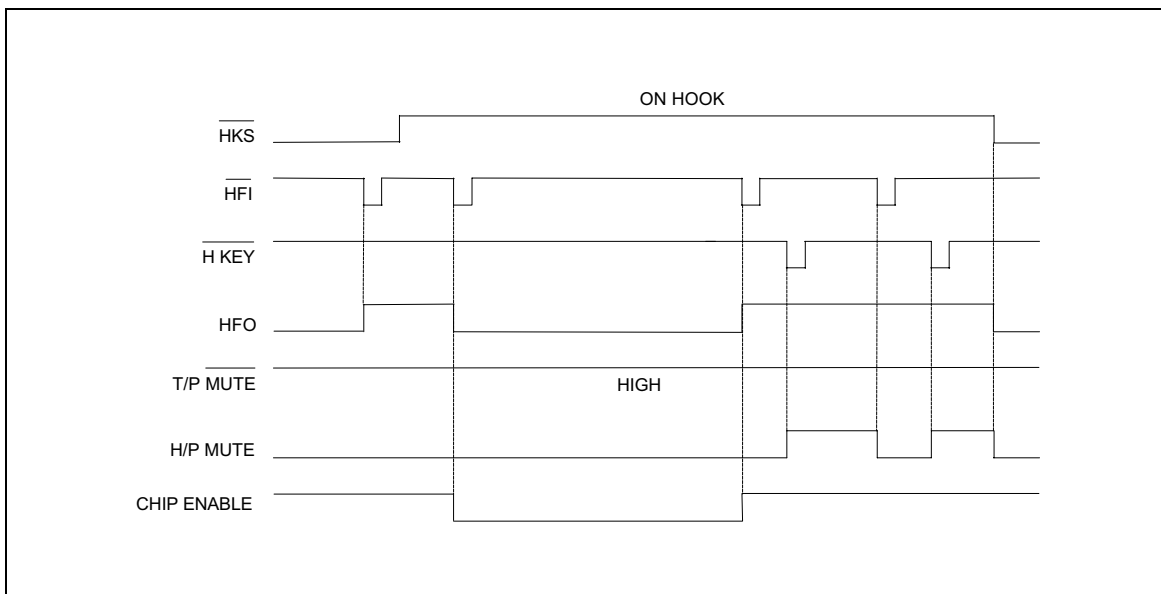 ON HOOK
HKS
HFI
H KEY
HFO
T/P MUTE
HIGH
H/P MUTE
CHIP ENABLE